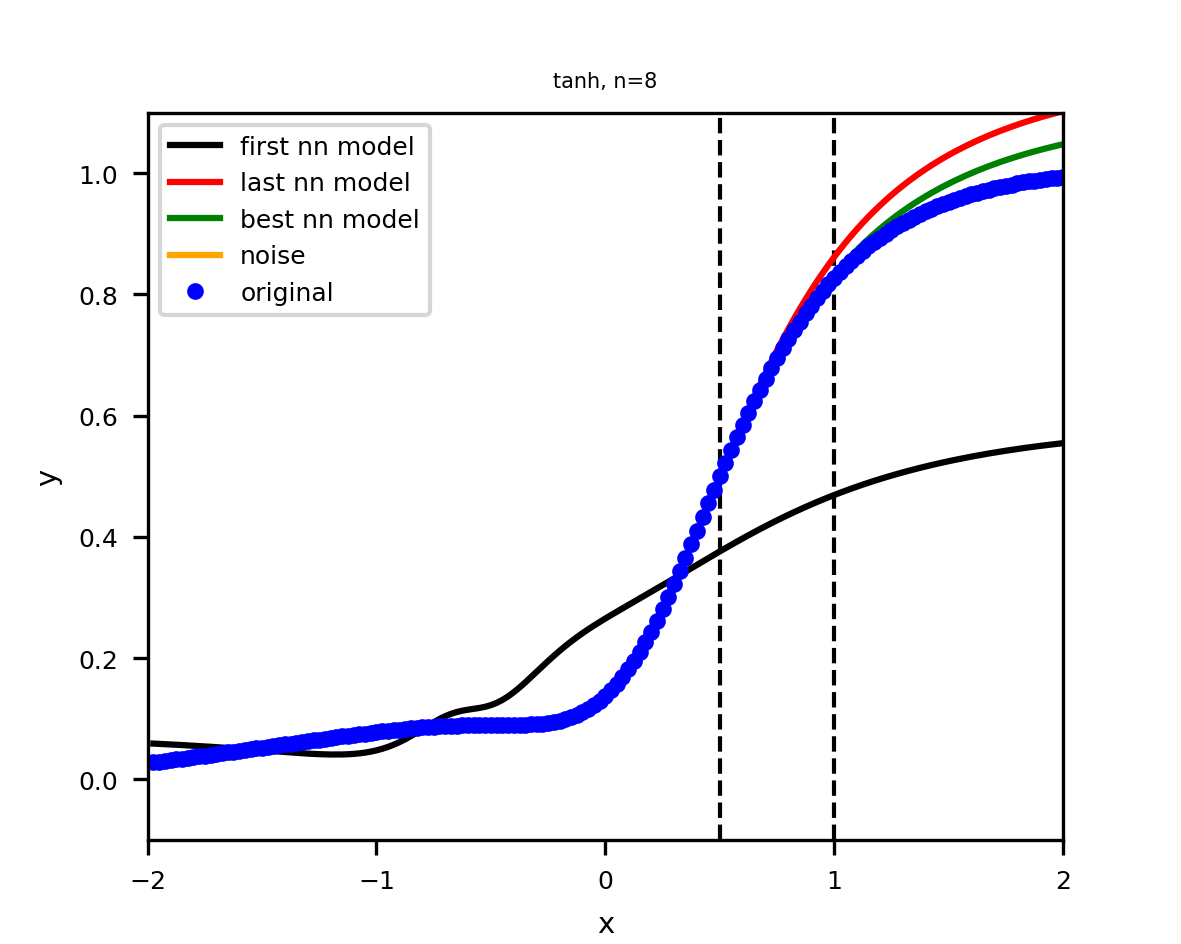 tanh, n=8
first nn model
last nn model
best nn model
noise
original
1.0
0.8
0.6
0.4
0.2
0.0
y
−2
−1
0
1
2
x